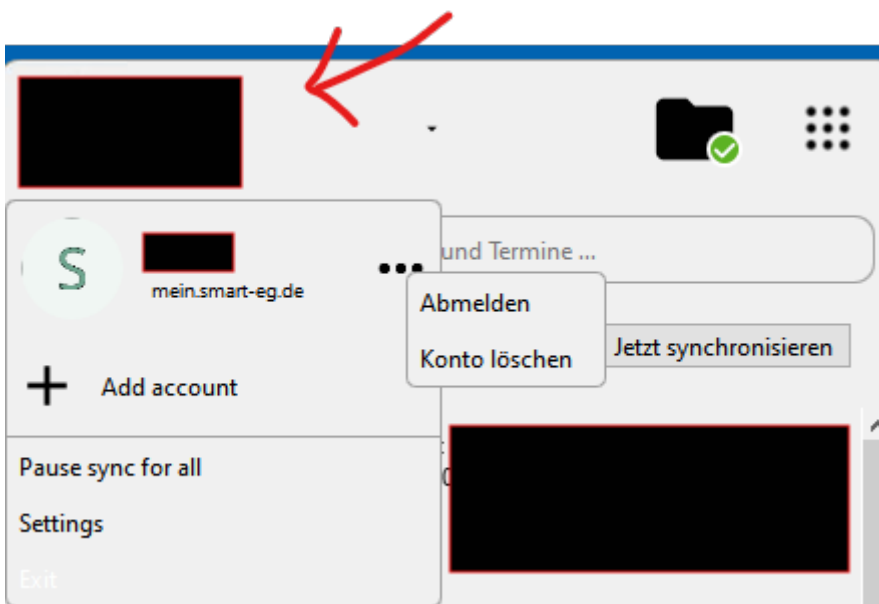 S
mein.smart-eg.de
und Termine ...
Abmelden
Konto löschen
Jetzt synchronisieren
Add account
Pause sync for all
Settings
Exit